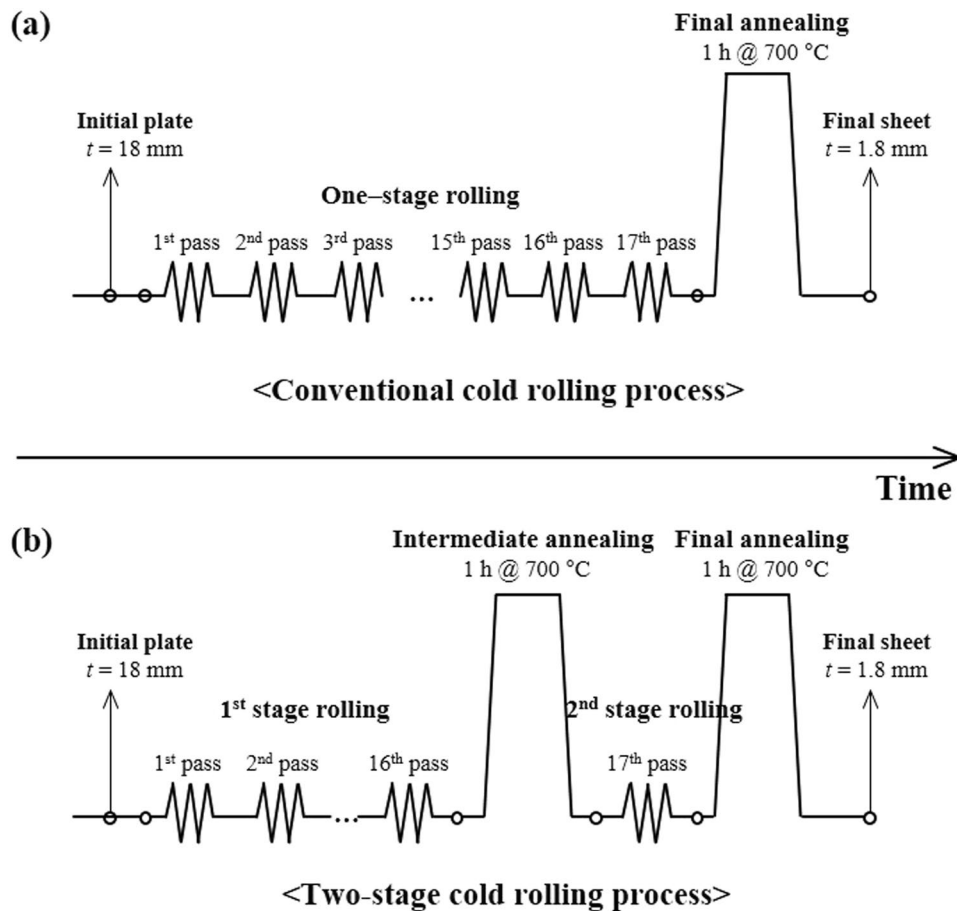 (a)
Final annealing
1 h @ 700 °C
Initial plate
t = 18 mm
Final sheet
t = 1.8 mm
One–stage rolling
1st pass 2nd pass 3rd pass 15th pass 16th pass 17th pass
...
<Conventional cold rolling process>
Time
(b)
Intermediate annealing Final annealing
1 h @ 700 °C 1 h @ 700 °C
Initial plate Final sheet
t = 18 mm t = 1.8 mm
1st stage rolling 2nd stage rolling
1st pass 2nd pass 16th pass 17th pass
...
<Two-stage cold rolling process>